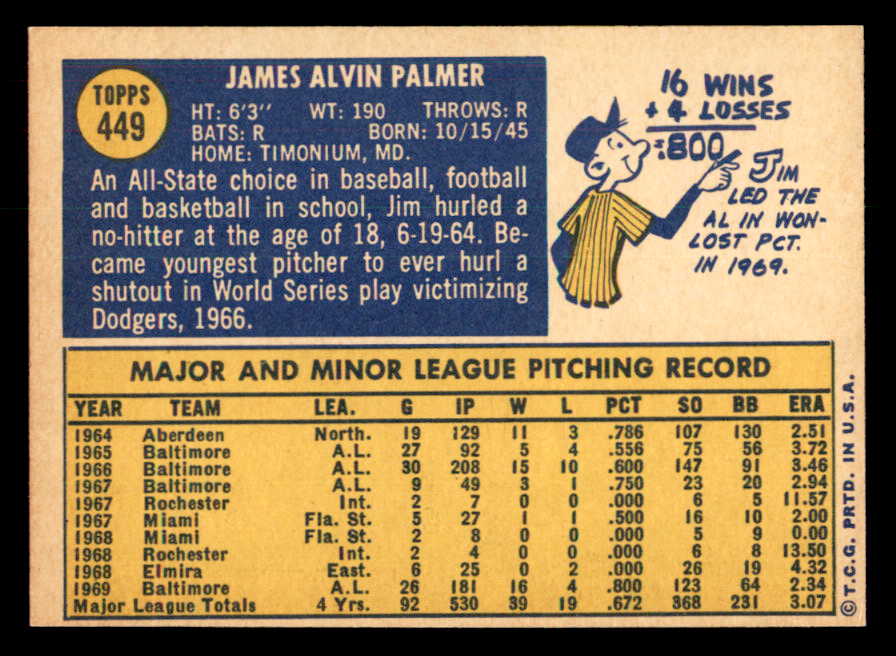 TOPPS
449
JAMES ALVIN PALMER
HT: 6'3" WT: 190 THROWS: R
BATS: R BORN: 10/15/45
HOME: TIMONIUM, MD.
An All-State choice in baseball, football
and basketball in school, Jim hurled a
no-hitter at the age of 18, 6-19-64. Be-
came youngest pitcher to ever hurl a
shutout in World Series play victimizing
Dodgers, 1966.
16 WINS
+ 4 LOSSES
=.800
JIM
LED THE
AL IN WON-
LOST PCT.
IN 1969.
MAJOR AND MINOR LEAGUE PITCHING RECORD
YEAR TEAM LEA. G IP W L PCT SO BB ERA
1964 Aberdeen North. 19 129 11 3 .786 107 130 2.51
1965 Baltimore A.L. 27 92 5 4 .556 75 56 3.72
1966 Baltimore A.L. 30 208 15 10 .600 147 91 3.46
1967 Baltimore A.L. 9 49 3 1 .750 23 20 2.94
1967 Rochester Int. 2 7 0 0 .000 6 5 11.57
1967 Miami Fla. St. 5 27 1 1 .500 16 10 2.00
1968 Miami Fla. St. 2 8 0 0 .000 5 9 0.00
1968 Rochester Int. 2 4 0 0 .000 6 8 13.50
1968 Elmira East. 6 25 0 2 .000 26 19 4.32
1969 Baltimore A.L. 26 181 16 4 .800 123 64 2.34
Major League Totals 4 Yrs. 92 530 39 19 .672 368 231 3.07
© T.C.G. PRTD. IN U.S.A.